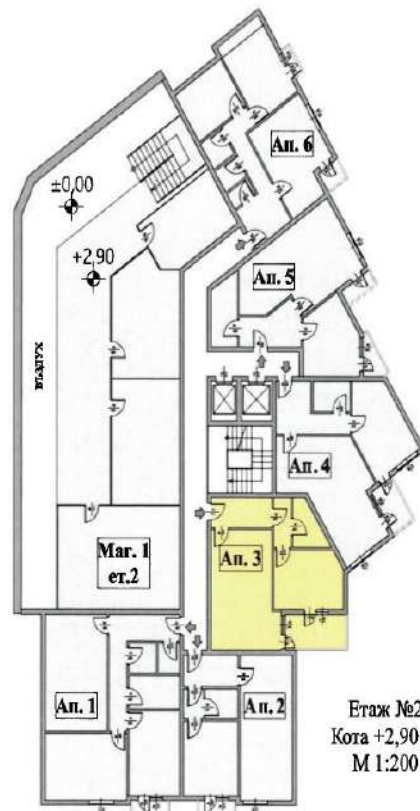 Ап. 6
±0,00
+2,90
Ап. 5
въздух
Ап. 4
Маг. 1
ет.2
Ап. 3
Ап. 1
Ап. 2
Етаж №2
Кота +2,90
М 1:200